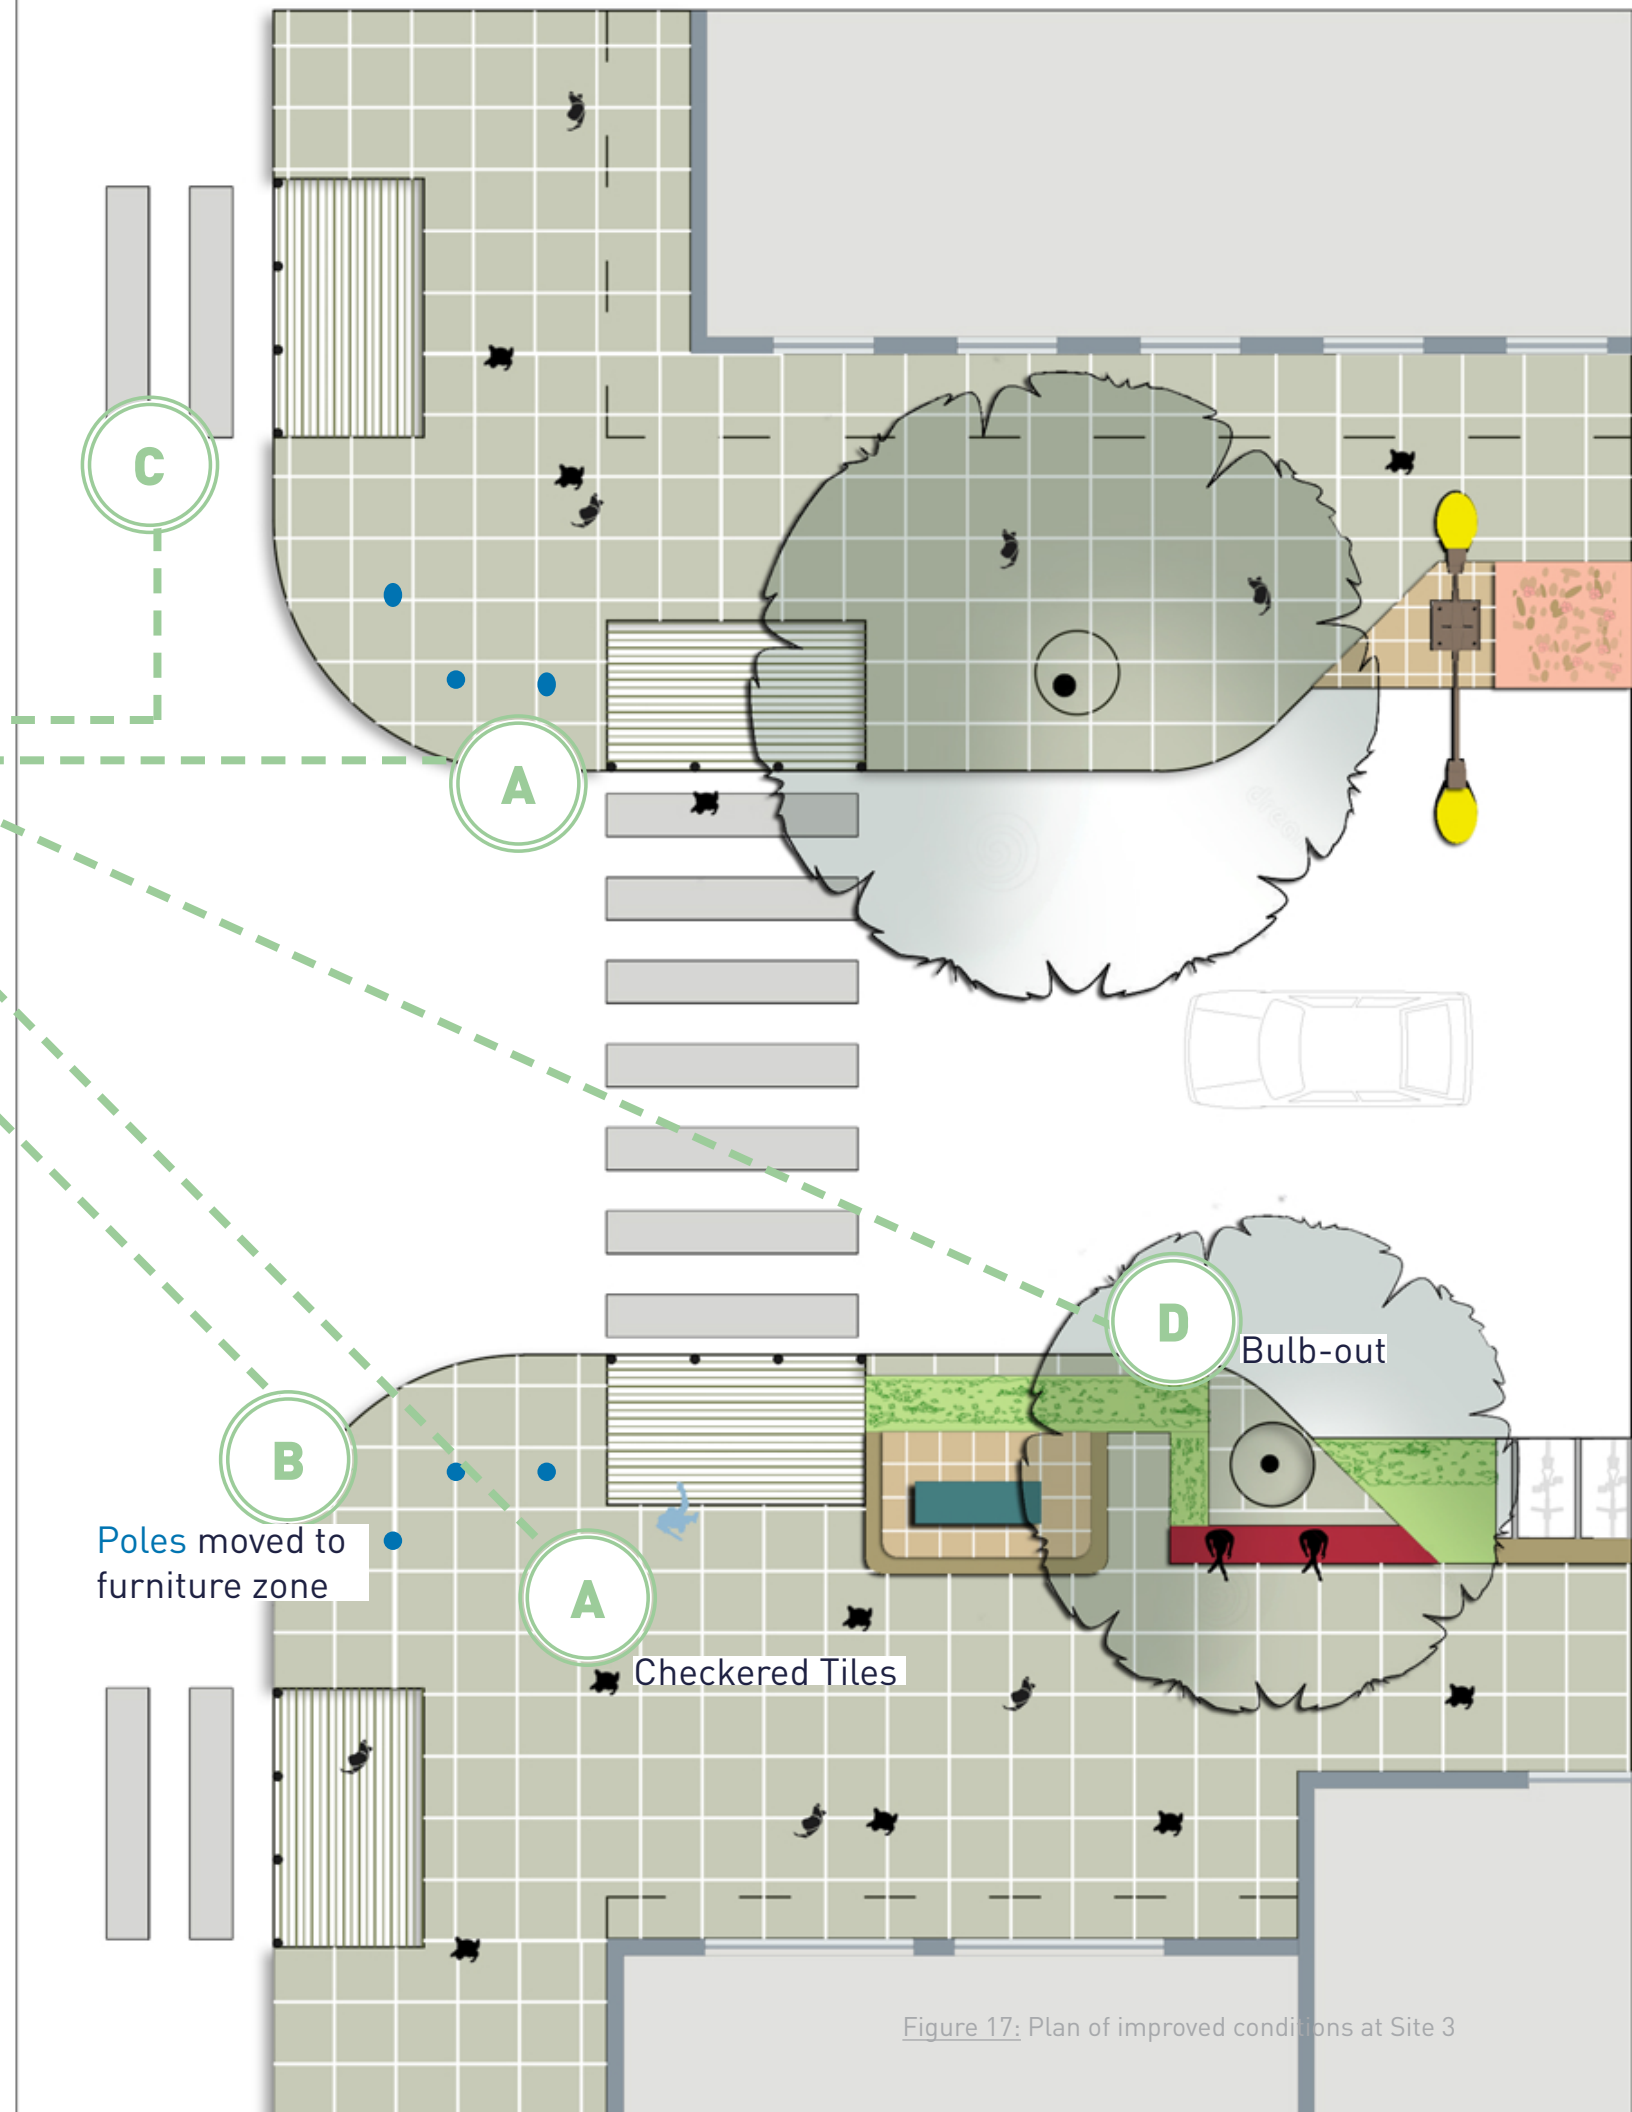 C
A
D
Bulb-out
B
Poles moved to
furniture zone
A
Checkered Tiles
Figure 17: Plan of improved conditions at Site 3